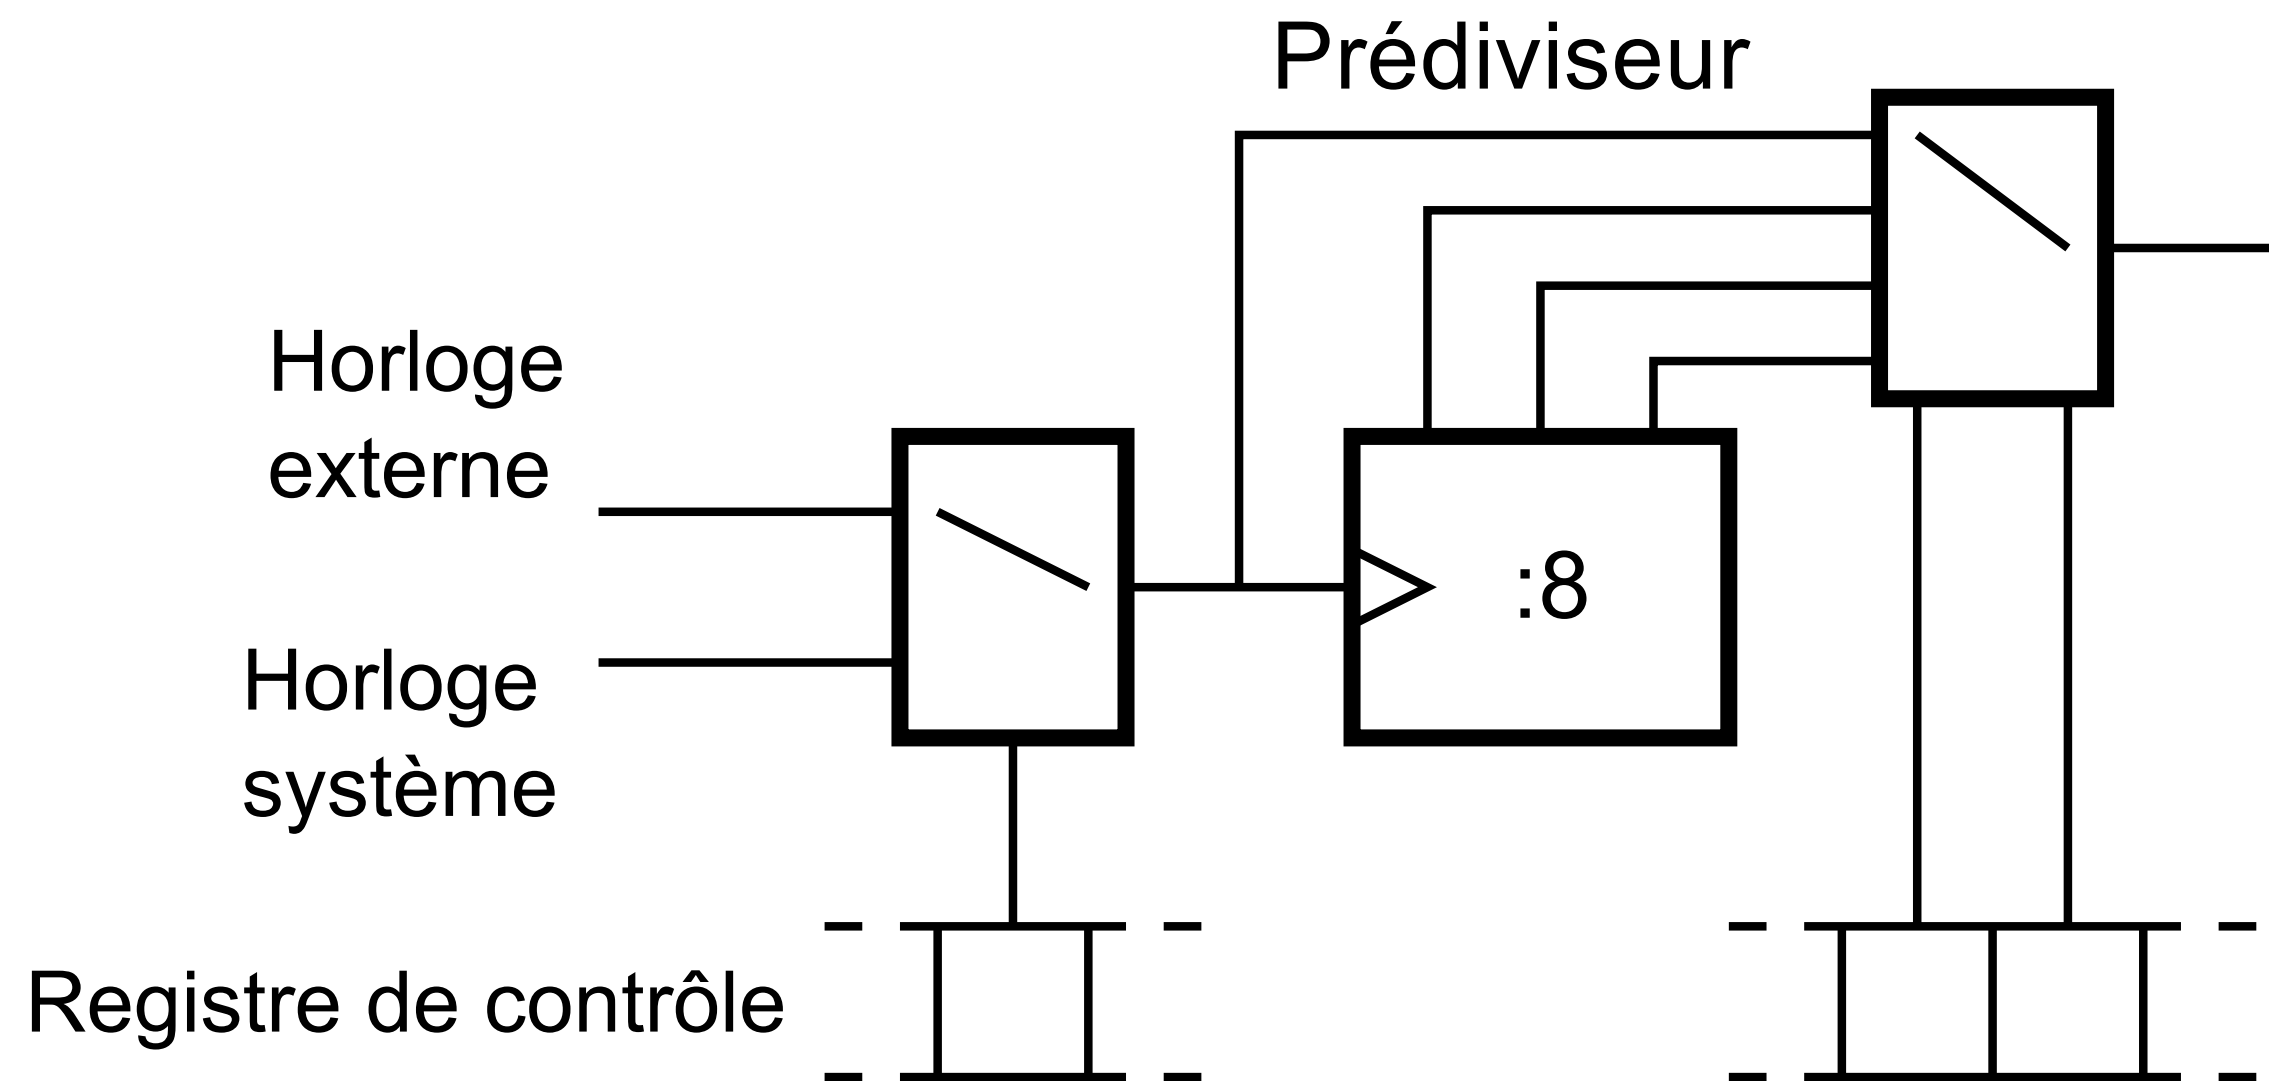 Prédiviseur
Horloge
externe
:8
Horloge
système
Registre de contrôle